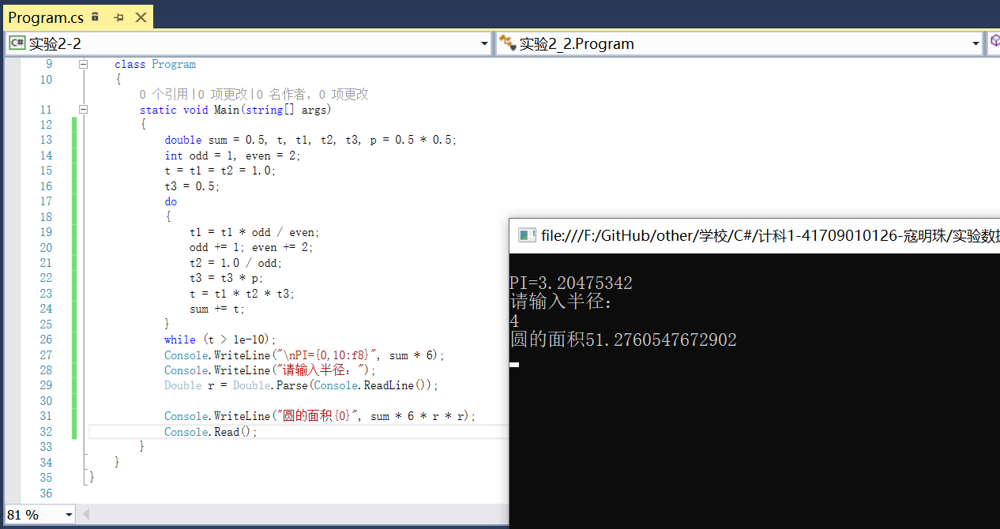 Program.cs
C# 实验2-2
实验2_2.Program
9 class Program
10 {
0 个引用|0 项更改|0 名作者，0 项更改
11 static void Main(string[] args)
12 {
13 double sum = 0.5, t, t1, t2, t3, p = 0.5 * 0.5;
14 int odd = 1, even = 2;
15 t = t1 = t2 = 1.0;
16 t3 = 0.5;
17 do
18 {
19 t1 = t1 * odd / even;
20 odd += 1; even += 2;
21 t2 = 1.0 / odd;
22 t3 = t3 * p;
23 t = t1 * t2 * t3;
24 sum += t;
25 }
26 while (t > 1e-10);
27 Console.WriteLine("\nPI={0,10:f8}", sum * 6);
28 Console.WriteLine("请输入半径：");
29 Double r = Double.Parse(Console.ReadLine());
30
31 Console.WriteLine("圆的面积{0}", sum * 6 * r * r);
32 Console.Read();
33 }
34 }
35 }
36
81 %
file:///F:/GitHub/other/学校/C#/计科1-41709010126-寇明珠/实验数
PI=3.20475342
请输入半径：
4
圆的面积51.2760547672902